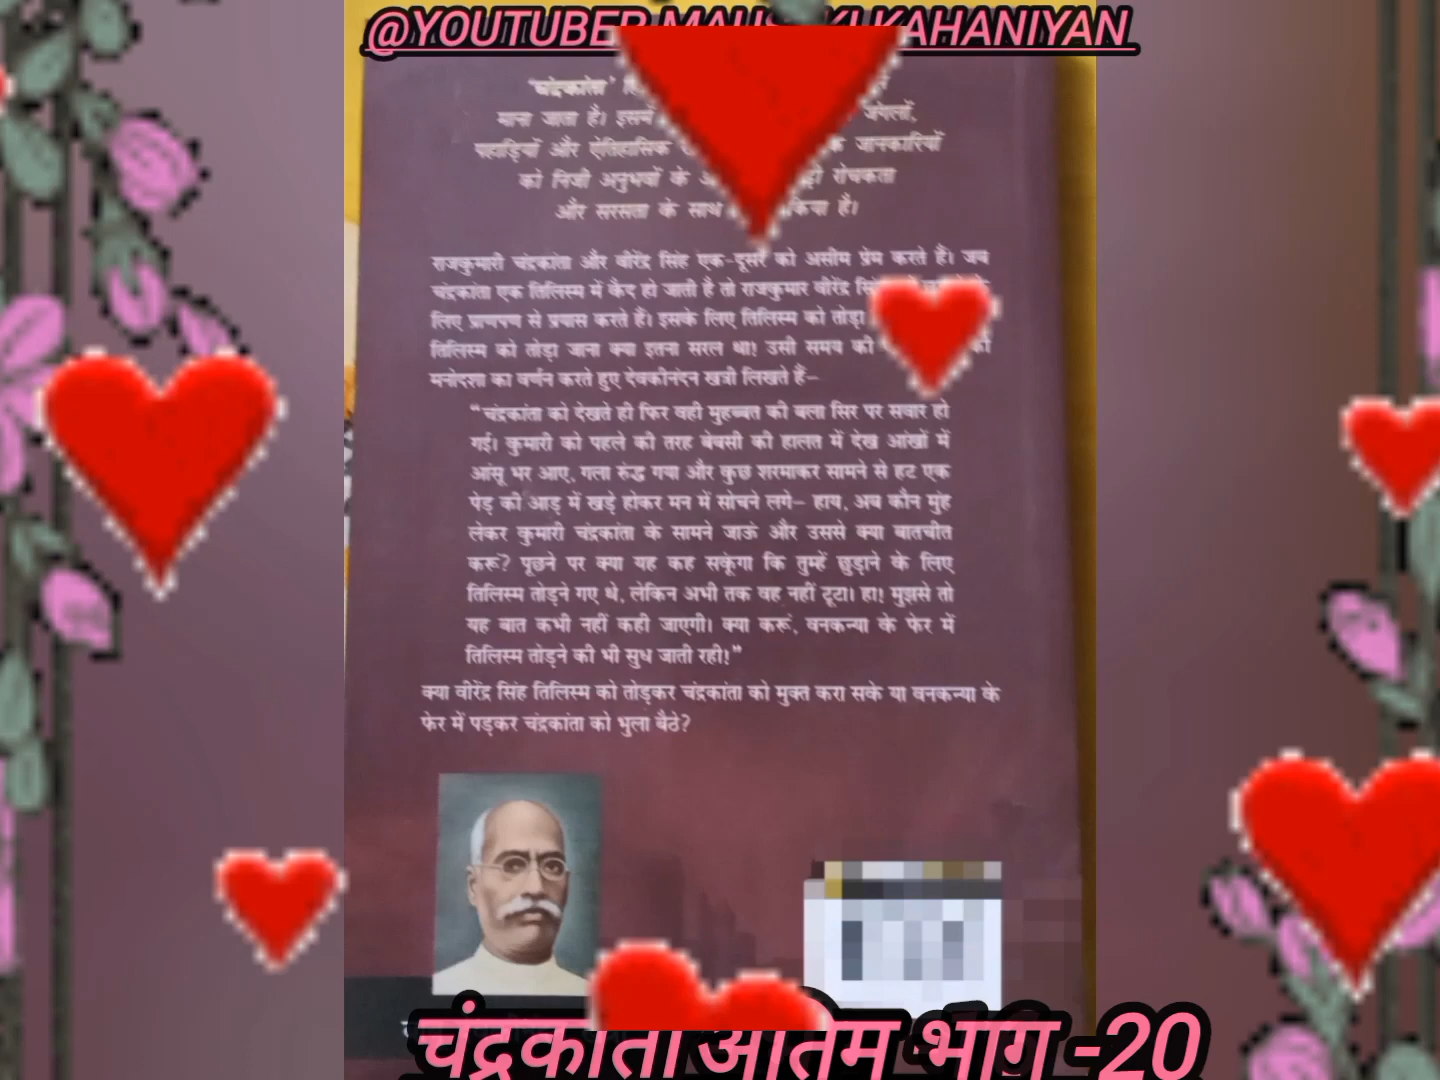 @YOUTUBER KAHANIYAN
'चंद्रकांता'
माना जाता है। इसमें जंगलों,
पहाड़ियों और ऐतिहासिक जानकारियों
को निजी अनुभवों के रोचकता
और सरसता के साथ किया है।
राजकुमारी चंद्रकांता और वीरेंद्र सिंह एक-दूसरे को असीम प्रेम करते हैं। जब
चंद्रकांता एक तिलिस्म में कैद हो जाती है तो राजकुमार वीरेंद्र
लिए प्राणपण से प्रयास करते हैं। इसके लिए तिलिस्म को तोड़ा
तिलिस्म को तोड़ा जाना क्या इतना सरल था! उसी समय की की
मनोदशा का वर्णन करते हुए देवकीनंदन खत्री लिखते हैं–
"चंद्रकांता को देखते ही फिर वही मुहब्बत की बला सिर पर सवार हो
गई। कुमारी को पहले की तरह बेबसी की हालत में देख आंखों में
आंसू भर आए, गला रुंद्ध गया और कुछ शरमाकर सामने से हट एक
पेड़ की आड़ में खड़े होकर मन में सोचने लगे– हाय, अब कौन मुंह
लेकर कुमारी चंद्रकांता के सामने जाऊं और उससे क्या बातचीत
करूं? पूछने पर क्या यह कह सकूंगा कि तुम्हें छुड़ाने के लिए
तिलिस्म तोड़ने गए थे, लेकिन अभी तक वह नहीं टूटा। हा! मुझसे तो
यह बात कभी नहीं कही जाएगी। क्या करूं, वनकन्या के फेर में
तिलिस्म तोड़ने की भी सुध जाती रही!"
क्या वीरेंद्र सिंह तिलिस्म को तोड़कर चंद्रकांता को मुक्त करा सके या वनकन्या के
फेर में पड़कर चंद्रकांता को भुला बैठे?
चंद्रकांता अंतिम भाग -20